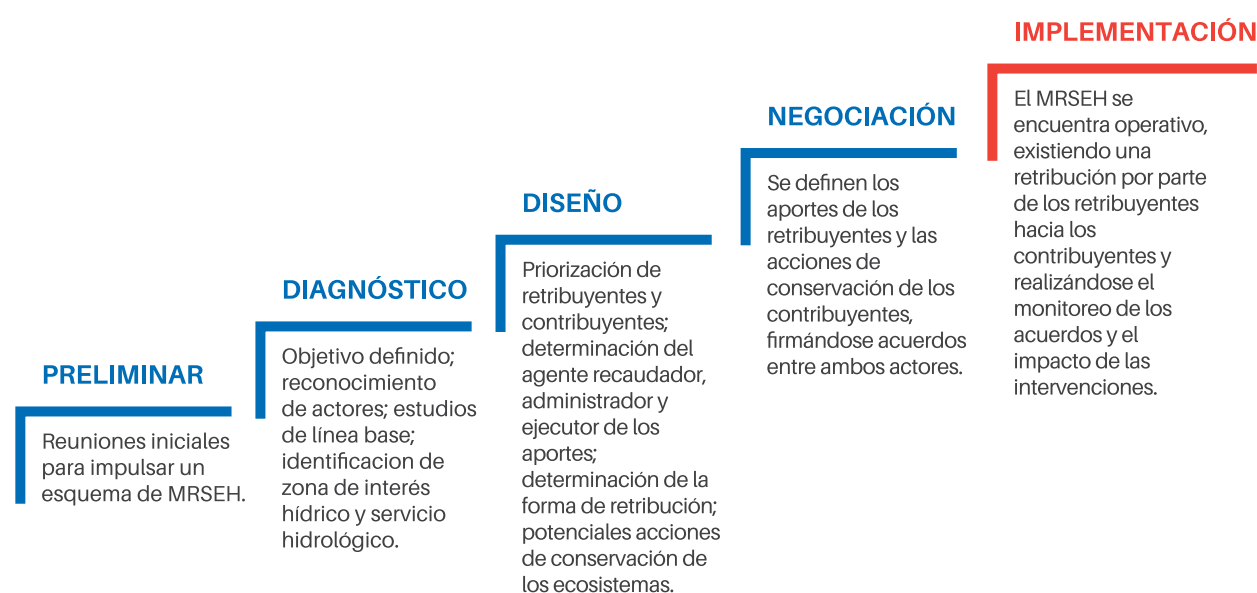 PRELIMINAR
Reuniones iniciales
para impulsar un
esquema de MRSEH.
DIAGNÓSTICO
Objetivo definido;
reconocimiento
de actores; estudios
de línea base;
identificacion de
zona de interés
hídrico y servicio
hidrológico.
DISEÑO
Priorización de
retribuyentes y
contribuyentes;
determinación del
agente recaudador,
administrador y
ejecutor de los
aportes;
determinación de la
forma de retribución;
potenciales acciones
de conservación de
los ecosistemas.
NEGOCIACIÓN
Se definen los
aportes de los
retribuyentes y las
acciones de
conservación de los
contribuyentes,
firmándose acuerdos
entre ambos actores.
IMPLEMENTACIÓN
El MRSEH se
encuentra operativo,
existiendo una
retribución por parte
de los retribuyentes
hacia los
contribuyentes y
realizándose el
monitoreo de los
acuerdos y el
impacto de las
intervenciones.